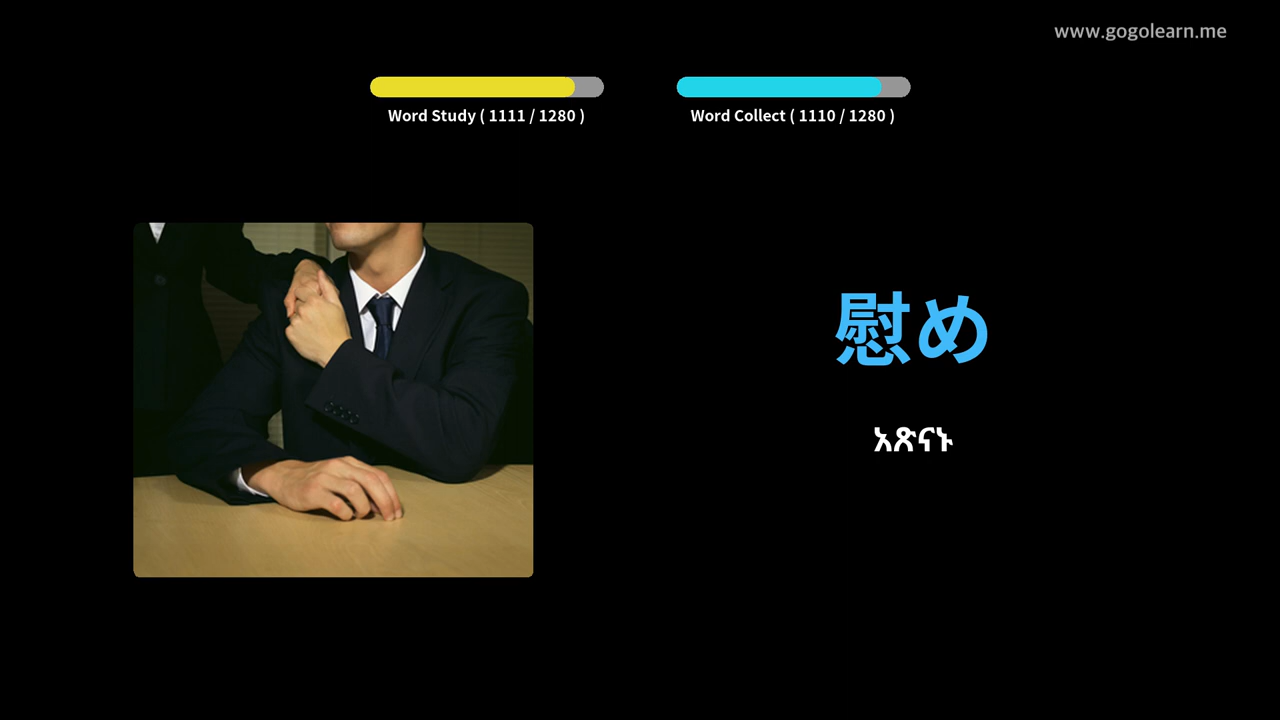 www.gogolearn.me
Word Study ( 1111 / 1280 )
Word Collect ( 1110 / 1280 )
慰め
አጽናኑ